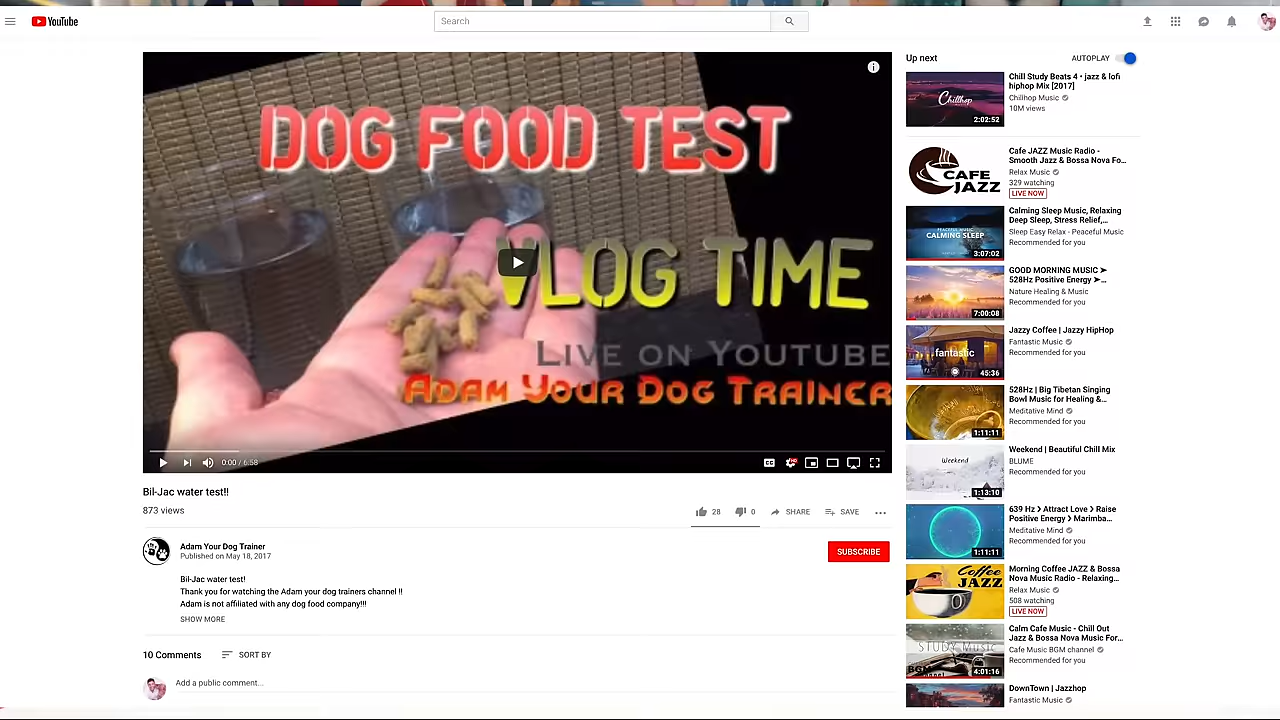 YouTube
Search
DOG FOOD TEST
VLOG TIME
LIVE ON YOUTUBE
ADAM YOUR DOG TRAINER
0:00 / 6:58
CC
HD
Bil-Jac water test!!
873 views
28
0
SHARE
SAVE
Adam Your Dog Trainer
Published on May 18, 2017
SUBSCRIBE
Bil-Jac water test!
Thank you for watching the Adam your dog trainers channel !!
Adam is not affiliated with any dog food company!!!
SHOW MORE
10 Comments
SORT BY
Add a public comment...
Up next
AUTOPLAY
Chillhop
MUSIC
2:02:52
Chill Study Beats 4 • jazz & lofi
hiphop Mix [2017]
Chillhop Music
10M views
CAFE
JAZZ
Cafe JAZZ Music Radio -
Smooth Jazz & Bossa Nova Fo...
Relax Music
329 watching
LIVE NOW
PEACEFUL MUSIC
CALMING SLEEP
3:07:02
Calming Sleep Music, Relaxing
Deep Sleep, Stress Relief,...
Sleep Easy Relax - Peaceful Music
Recommended for you
7:00:08
GOOD MORNING MUSIC ➤
528Hz Positive Energy ➤...
Nature Healing & Music
Recommended for you
fantastic
45:36
Jazzy Coffee | Jazzy HipHop
Fantastic Music
Recommended for you
1:11:11
528Hz | Big Tibetan Singing
Bowl Music for Healing &...
Meditative Mind
Recommended for you
Weekend
1:13:10
Weekend | Beautiful Chill Mix
BLUME
Recommended for you
1:11:11
639 Hz ❯ Attract Love ❯ Raise
Positive Energy ❯ Marimba...
Meditative Mind
Recommended for you
Coffee
JAZZ
Morning Coffee JAZZ & Bossa
Nova Music Radio - Relaxing...
Relax Music
508 watching
LIVE NOW
STUDY Music
BGM
4:01:16
Calm Cafe Music - Chill Out
Jazz & Bossa Nova Music For...
Cafe Music BGM channel
Recommended for you
DownTown | Jazzhop
Fantastic Music